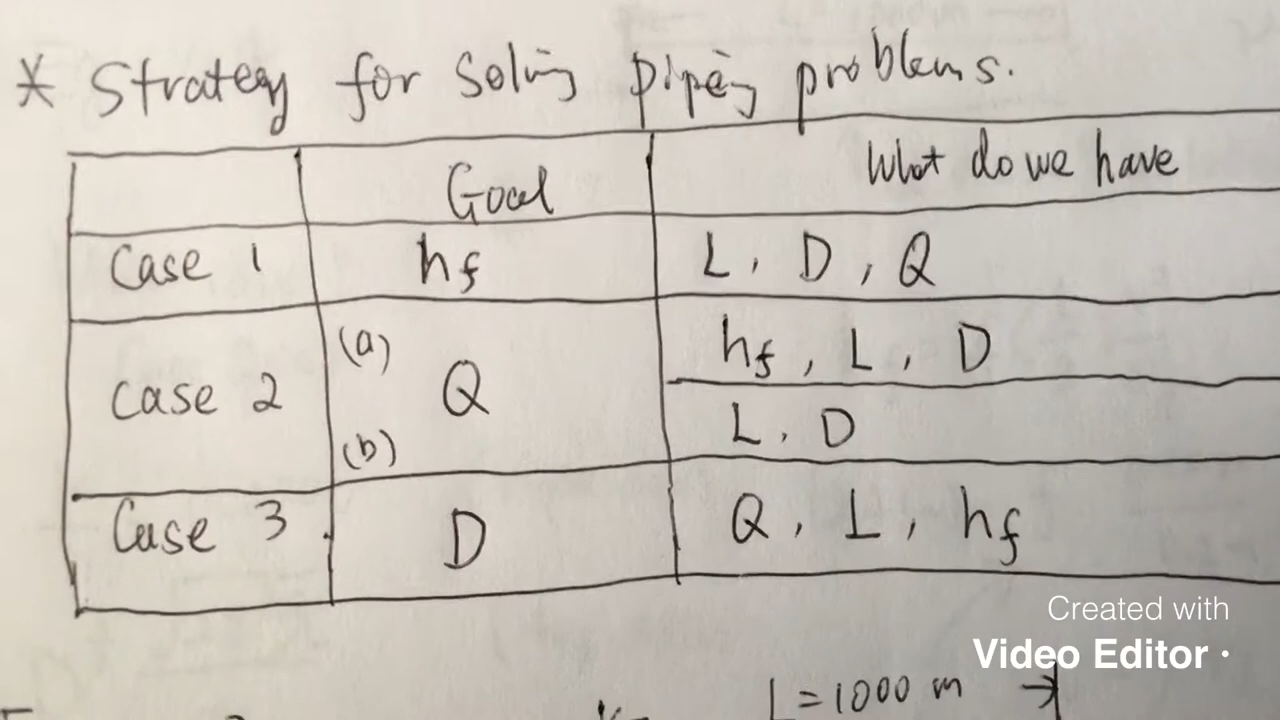 * Strategy for solving piping problems.
Goal What do we have
Case 1 hf L, D, Q
(a) hf, L, D
Case 2 Q
(b) L, D
Case 3 D Q, L, hf
Created with
Video Editor
L = 1000 m